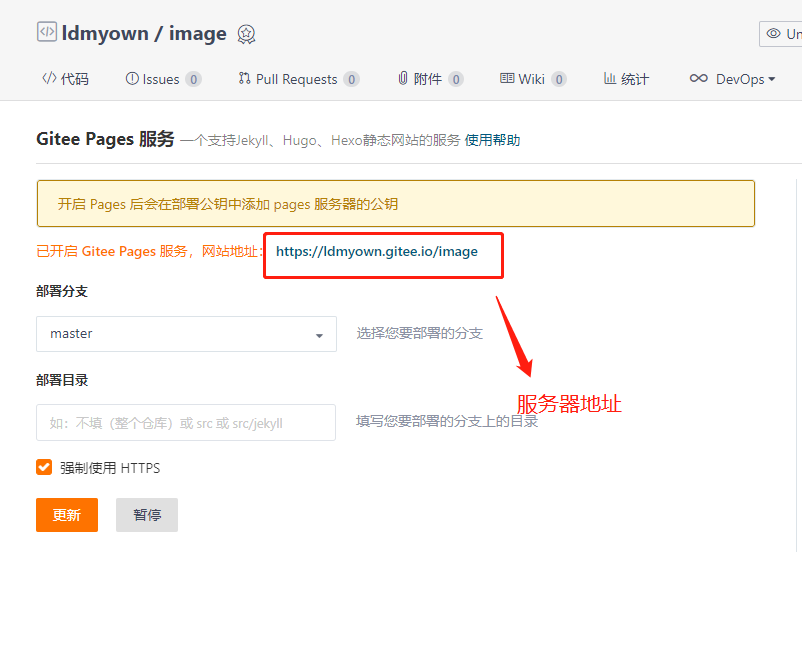 ldmyown / image
Un
代码 Issues 0 Pull Requests 0 附件 0 Wiki 0 统计 DevOps
Gitee Pages 服务 一个支持Jekyll、Hugo、Hexo静态网站的服务 使用帮助
开启 Pages 后会在部署公钥中添加 pages 服务器的公钥
已开启 Gitee Pages 服务，网站地址: https://ldmyown.gitee.io/image
部署分支
master 选择您要部署的分支
部署目录
服务器地址
如：不填（整个仓库）或 src 或 src/jekyll 填写您要部署的分支上的目录
强制使用 HTTPS
更新 暂停